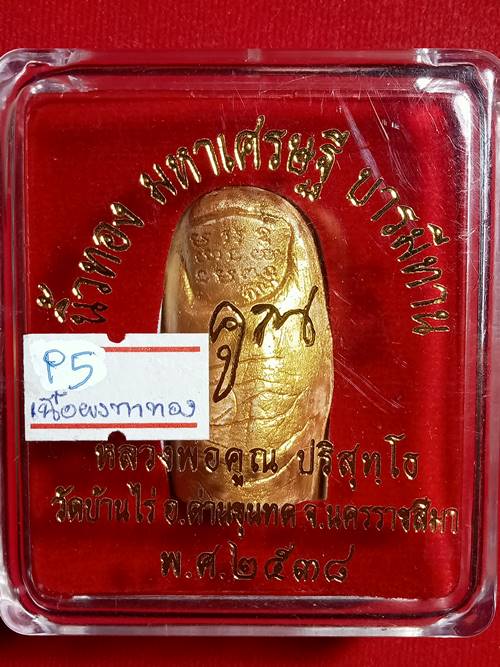 นิ้วทอง มหาเศรษฐี บารมีทาน
คูณ
P5
เนื้อผงทาทอง
หลวงพ่อคูณ ปริสุทฺโธ
วัดบ้านไร่ อ.ด่านขุนทด จ.นครราชสีมา
พ.ศ.๒๕๓๘